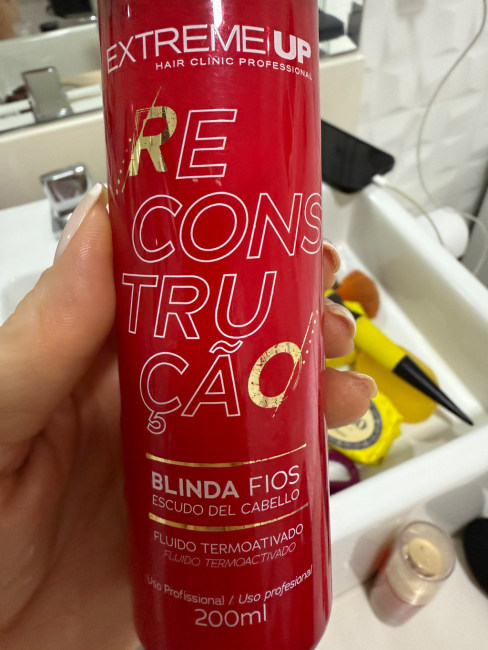 EXTREME UP
HAIR CLINIC PROFESSIONAL
RE
CONS
TRU
ÇÃO
BLINDA FIOS
ESCUDO DEL CABELLO
FLUIDO TERMOATIVADO
FLUIDO TERMOACTIVADO
Uso Profissional / Uso profesional
200ml